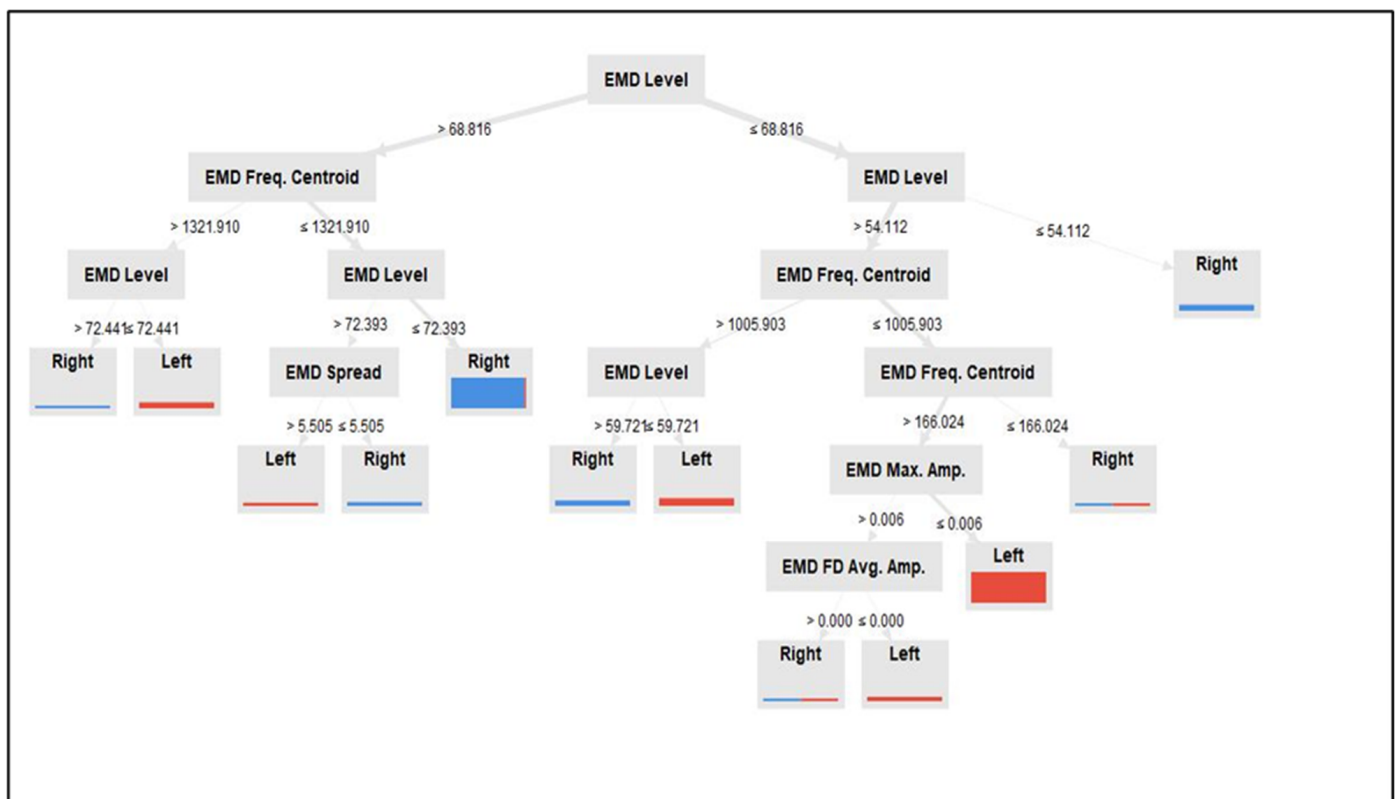 EMD Level
> 68.816
≤ 68.816
EMD Freq. Centroid
EMD Level
> 1321.910
≤ 1321.910
> 54.112
≤ 54.112
EMD Level
EMD Level
EMD Freq. Centroid
Right
> 72.441
≤ 72.441
> 72.393
≤ 72.393
> 1005.903
≤ 1005.903
Right
Left
EMD Spread
Right
EMD Level
EMD Freq. Centroid
> 5.505
≤ 5.505
> 59.721
≤ 59.721
> 166.024
≤ 166.024
Left
Right
Right
Left
EMD Max. Amp.
Right
> 0.006
≤ 0.006
EMD FD Avg. Amp.
Left
> 0.000
≤ 0.000
Right
Left